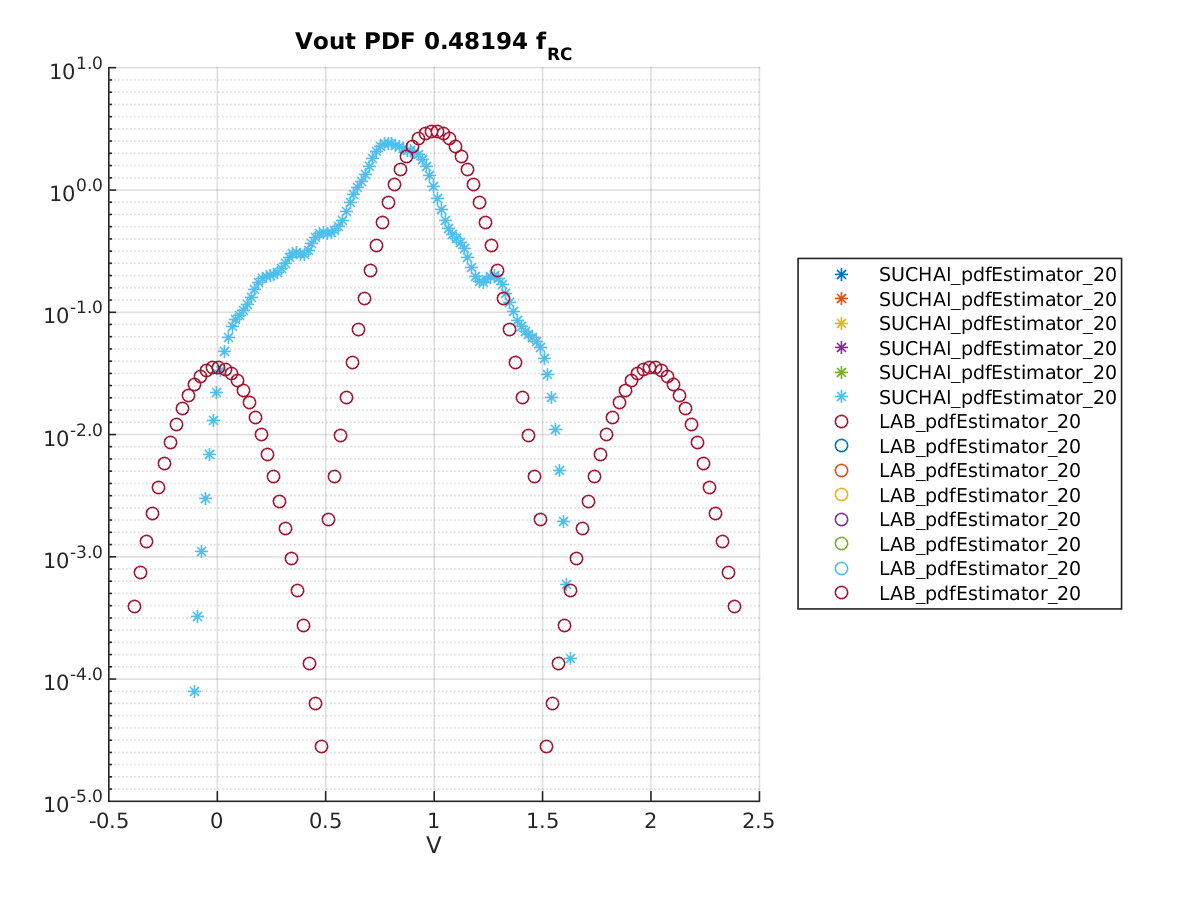 Vout PDF 0.48194 f_RC
10^1.0
10^0.0
10^-1.0
10^-2.0
10^-3.0
10^-4.0
10^-5.0
-0.5 0 0.5 1 1.5 2 2.5
V
SUCHAI_pdfEstimator_20
SUCHAI_pdfEstimator_20
SUCHAI_pdfEstimator_20
SUCHAI_pdfEstimator_20
SUCHAI_pdfEstimator_20
SUCHAI_pdfEstimator_20
LAB_pdfEstimator_20
LAB_pdfEstimator_20
LAB_pdfEstimator_20
LAB_pdfEstimator_20
LAB_pdfEstimator_20
LAB_pdfEstimator_20
LAB_pdfEstimator_20
LAB_pdfEstimator_20